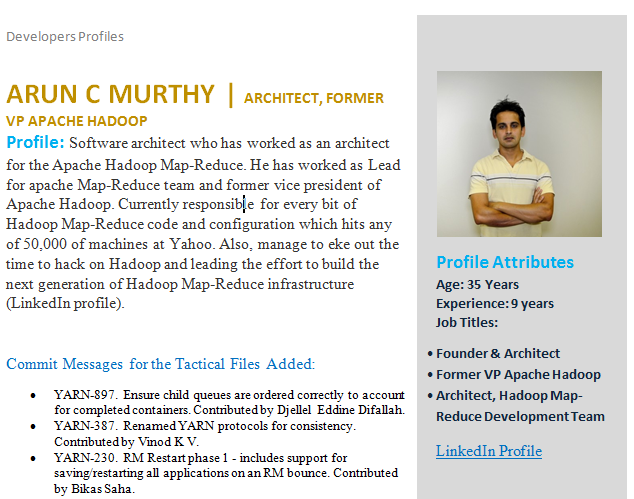 Developers Profiles
ARUN C MURTHY | ARCHITECT, FORMER
VP APACHE HADOOP
Profile: Software architect who has worked as an architect
for the Apache Hadoop Map-Reduce. He has worked as Lead
for apache Map-Reduce team and former vice president of
Apache Hadoop. Currently responsible for every bit of
Hadoop Map-Reduce code and configuration which hits any
of 50,000 of machines at Yahoo. Also, manage to eke out the
time to hack on Hadoop and leading the effort to build the
next generation of Hadoop Map-Reduce infrastructure
(LinkedIn profile).
Commit Messages for the Tactical Files Added:
• YARN-897. Ensure child queues are ordered correctly to account
for completed containers. Contributed by Djellel Eddine Difallah.
• YARN-387. Renamed YARN protocols for consistency.
Contributed by Vinod K V.
• YARN-230. RM Restart phase 1 - includes support for
saving/restarting all applications on an RM bounce. Contributed
by Bikas Saha.
Profile Attributes
Age: 35 Years
Experience: 9 years
Job Titles:
• Founder & Architect
• Former VP Apache Hadoop
• Architect, Hadoop Map-
Reduce Development Team
LinkedIn Profile